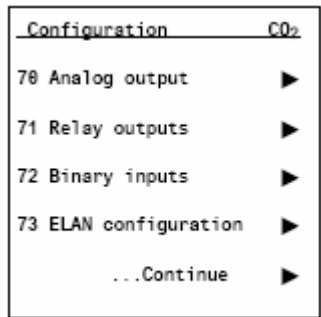 Configuration CO₂
70 Analog output ▶
71 Relay outputs ▶
72 Binary inputs ▶
73 ELAN configuration ▶
...Continue ▶